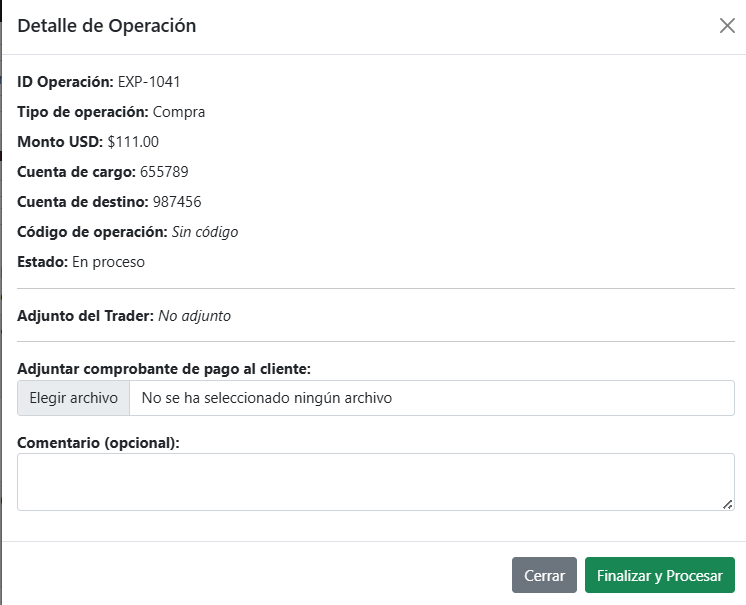 Detalle de Operación
ID Operación: EXP-1041
Tipo de operación: Compra
Monto USD: $111.00
Cuenta de cargo: 655789
Cuenta de destino: 987456
Código de operación: Sin código
Estado: En proceso
Adjunto del Trader: No adjunto
Adjuntar comprobante de pago al cliente:
Elegir archivo No se ha seleccionado ningún archivo
Comentario (opcional):
Cerrar Finalizar y Procesar